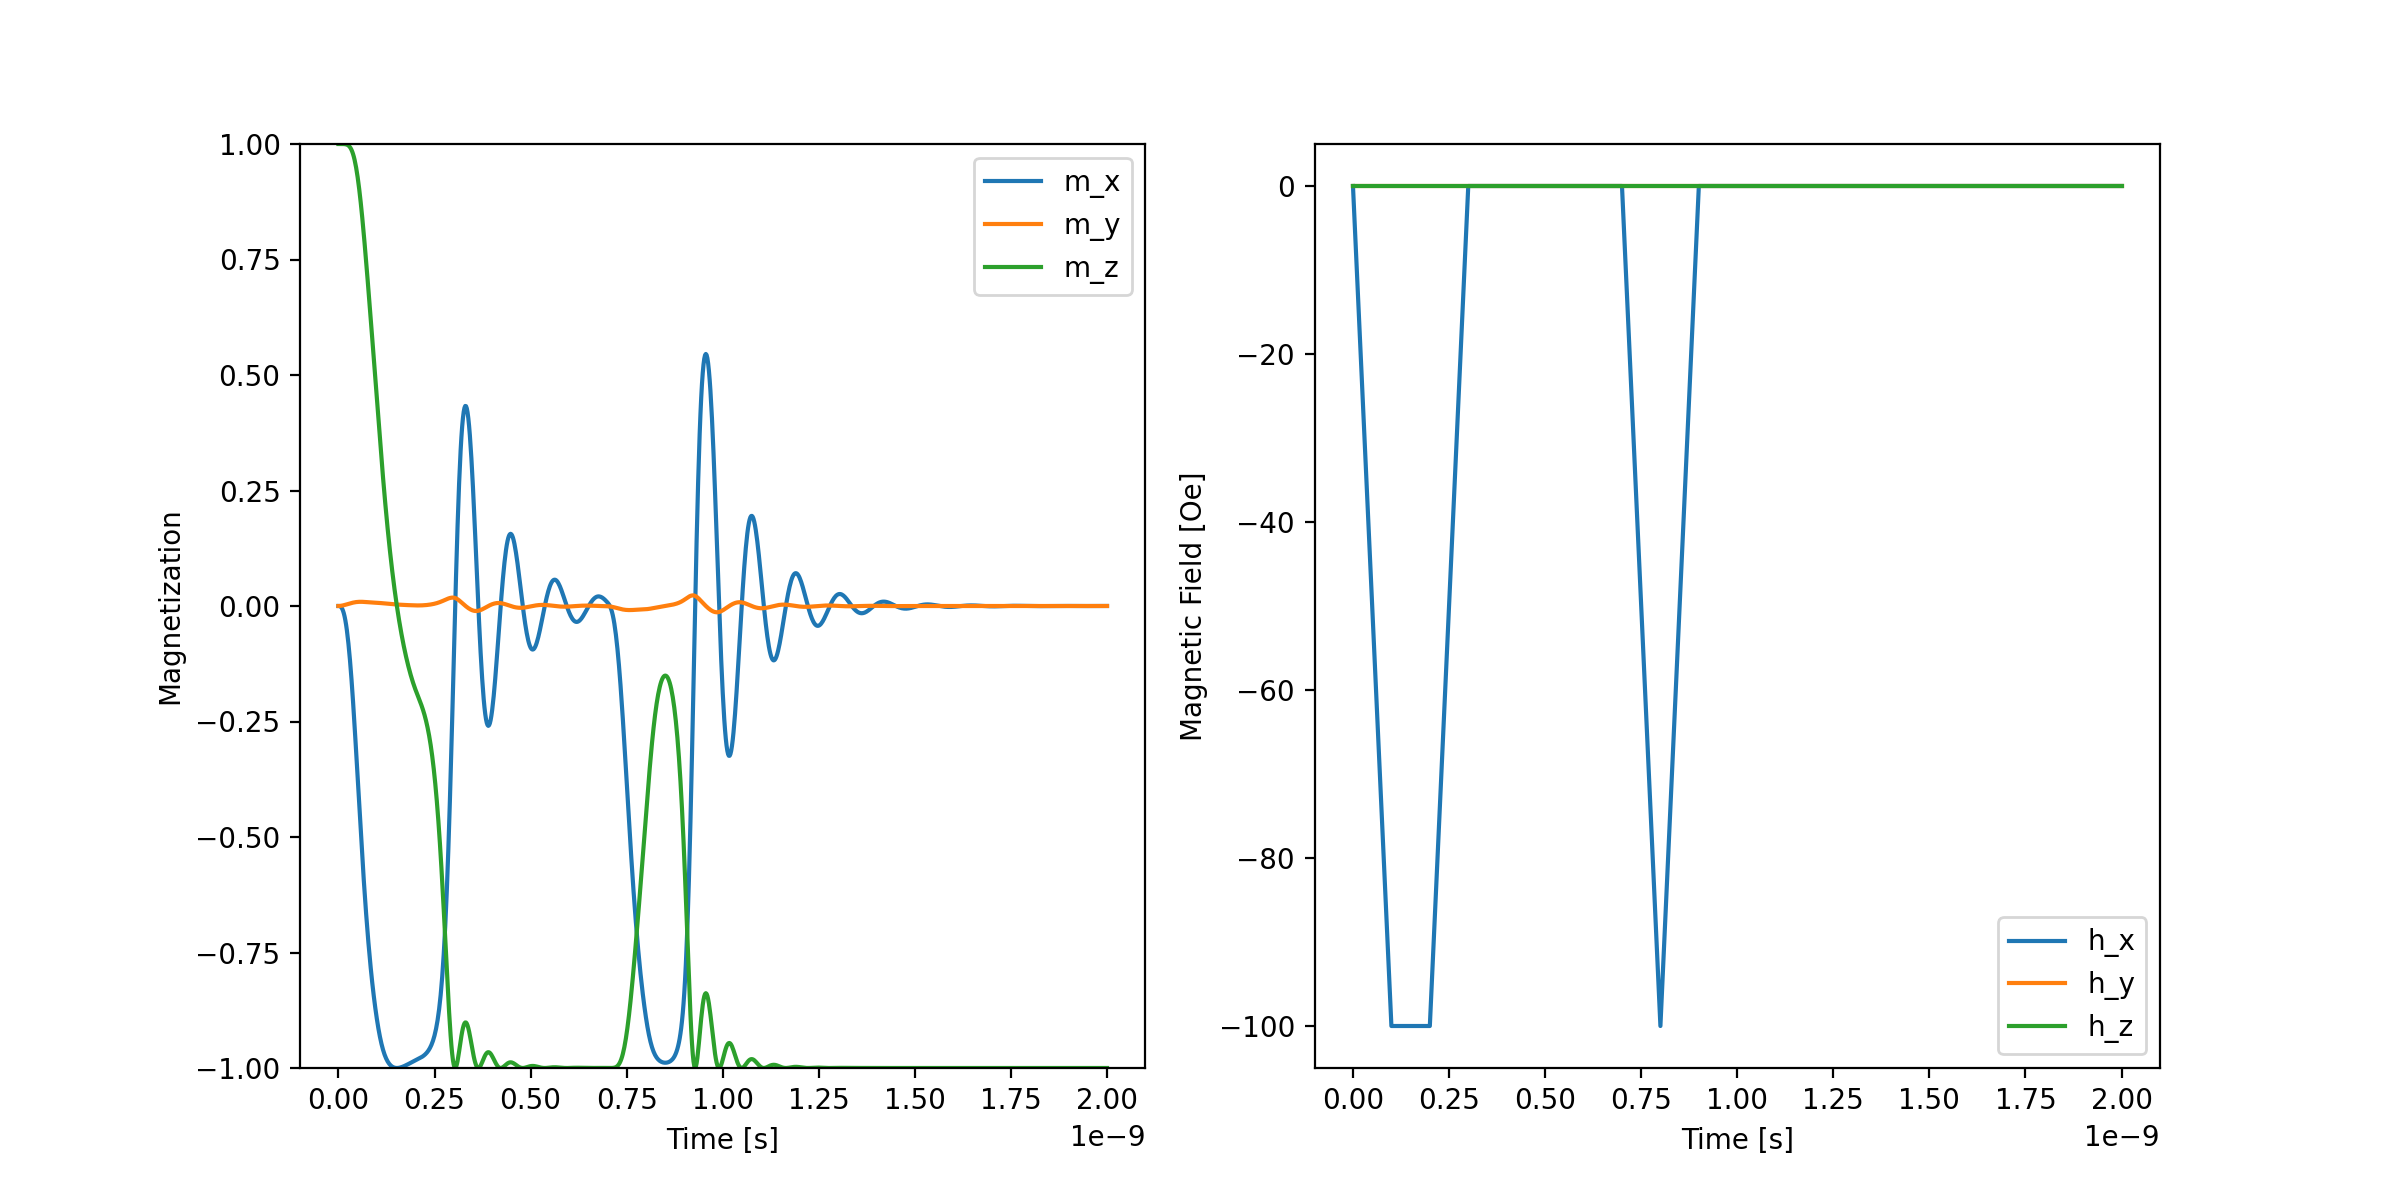 Magnetization
1.00
0.75
0.50
0.25
0.00
−0.25
−0.50
−0.75
−1.00
m_x
m_y
m_z
0.00 0.25 0.50 0.75 1.00 1.25 1.50 1.75 2.00
Time [s]
1e−9
Magnetic Field [Oe]
0
−20
−40
−60
−80
−100
h_x
h_y
h_z
0.00 0.25 0.50 0.75 1.00 1.25 1.50 1.75 2.00
Time [s]
1e−9